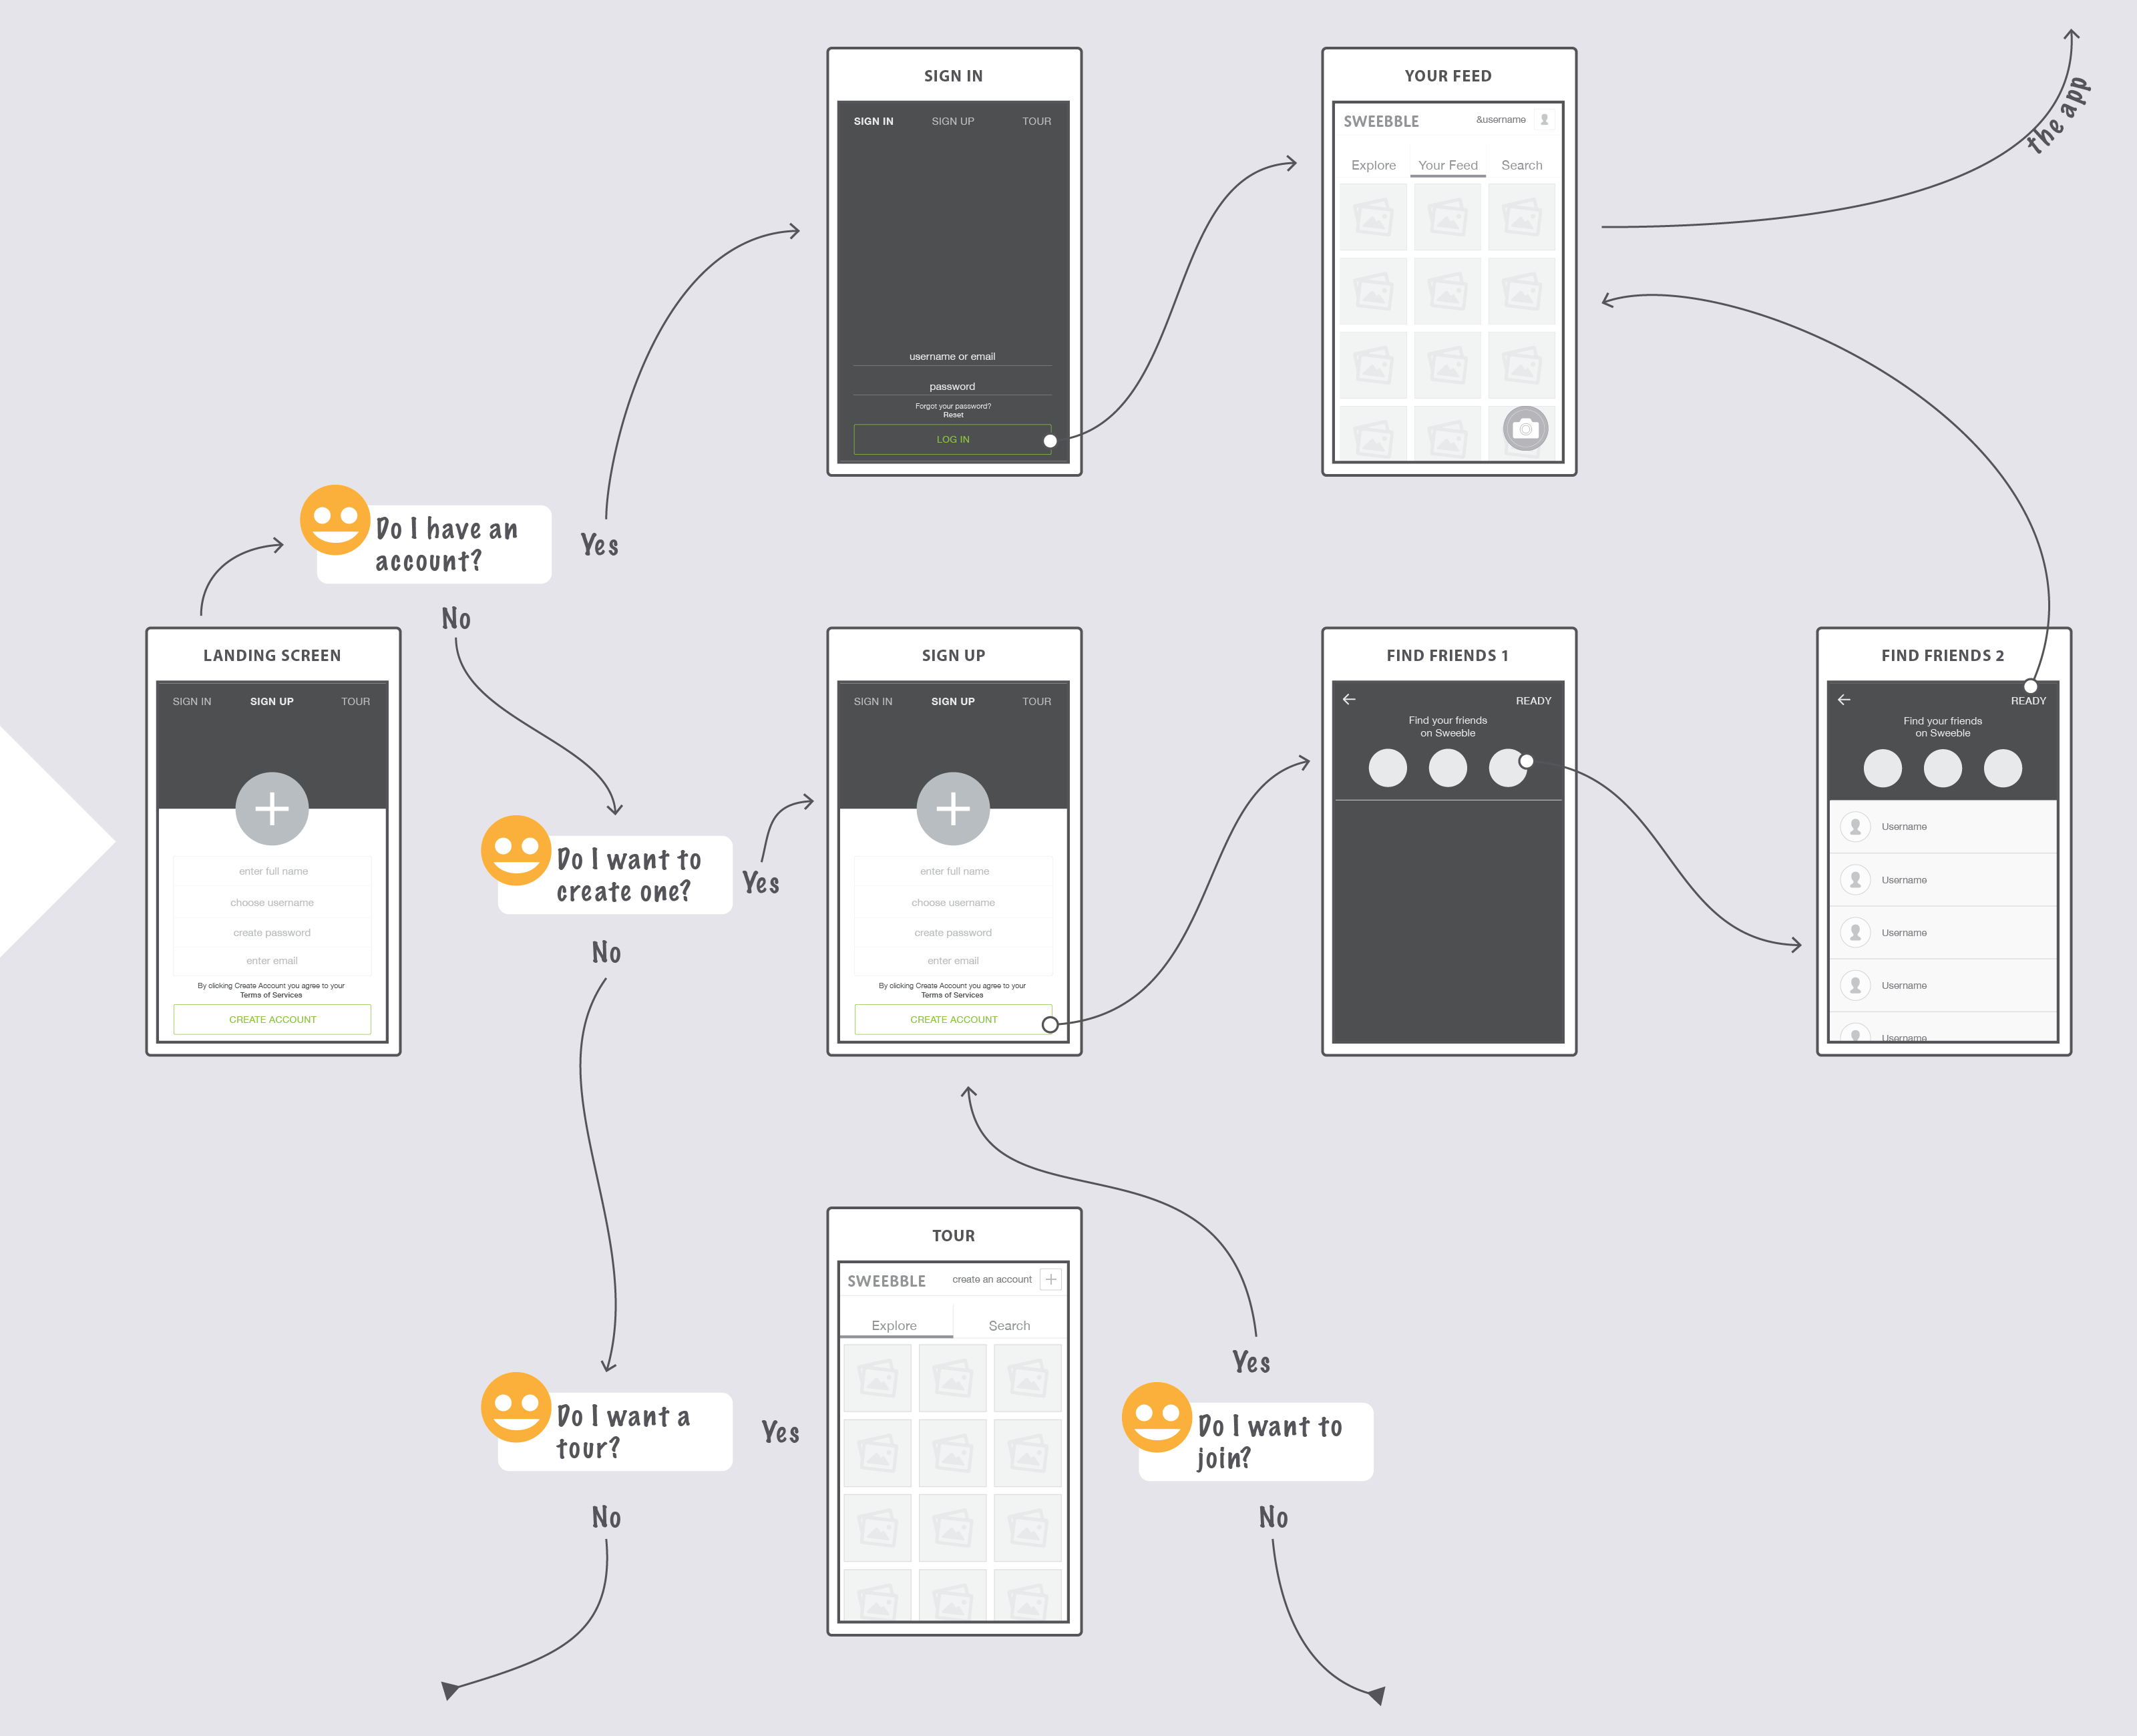 SIGN IN
SIGN IN SIGN UP TOUR
username or email
password
Forgot your password?
Reset
LOG IN
YOUR FEED
SWEEBBLE &username
Explore Your Feed Search
the app
Do I have an
account?
Yes
No
LANDING SCREEN
SIGN IN SIGN UP TOUR
enter full name
choose username
create password
enter email
By clicking Create Account you agree to your
Terms of Services
CREATE ACCOUNT
Do I want to
create one?
Yes
No
SIGN UP
SIGN IN SIGN UP TOUR
enter full name
choose username
create password
enter email
By clicking Create Account you agree to your
Terms of Services
CREATE ACCOUNT
FIND FRIENDS 1
READY
Find your friends
on Sweeble
FIND FRIENDS 2
READY
Find your friends
on Sweeble
Username
Username
Username
Username
Username
Do I want a
tour?
Yes
No
TOUR
SWEEBBLE create an account
Explore Search
Yes
Do I want to
join?
No